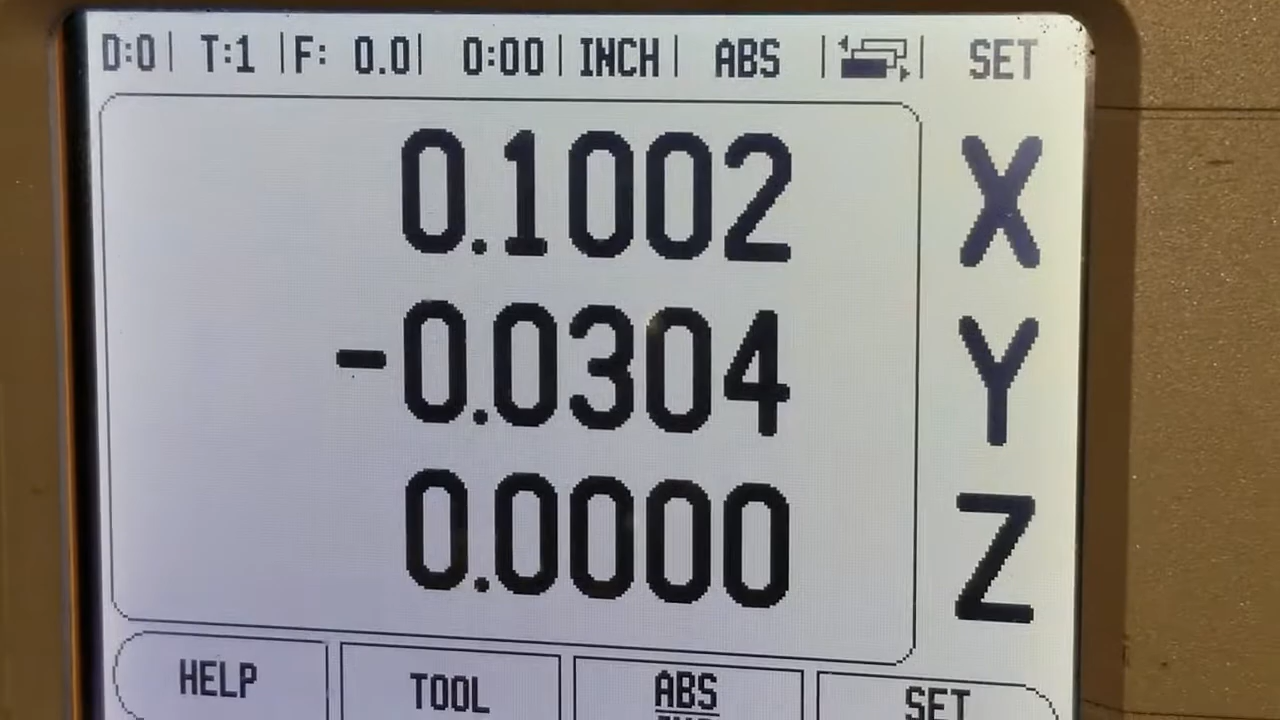 D:0| T:1 |F: 0.0| 0:00| INCH| ABS | | SET
0.1002 X
-0.0304 Y
0.0000 Z
HELP TOOL ABS SET